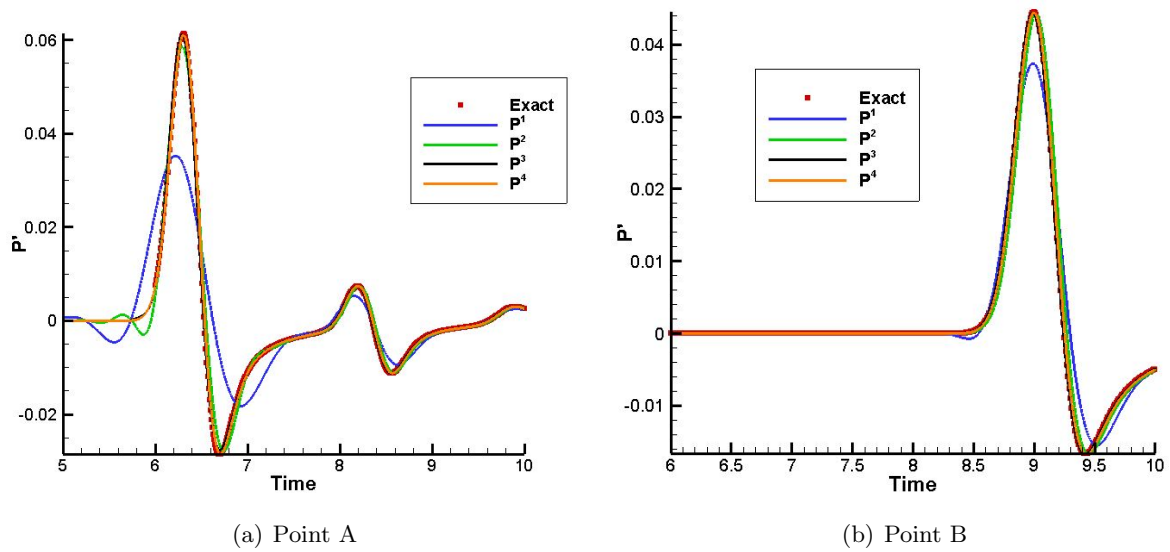 0.06
0.04
0.02
0
-0.02
P'
5
6
7
8
9
10
Time
Exact
P¹
P²
P³
P⁴
(a) Point A
0.04
0.03
0.02
0.01
0
-0.01
P'
6
6.5
7
7.5
8
8.5
9
9.5
10
Time
Exact
P¹
P²
P³
P⁴
(b) Point B